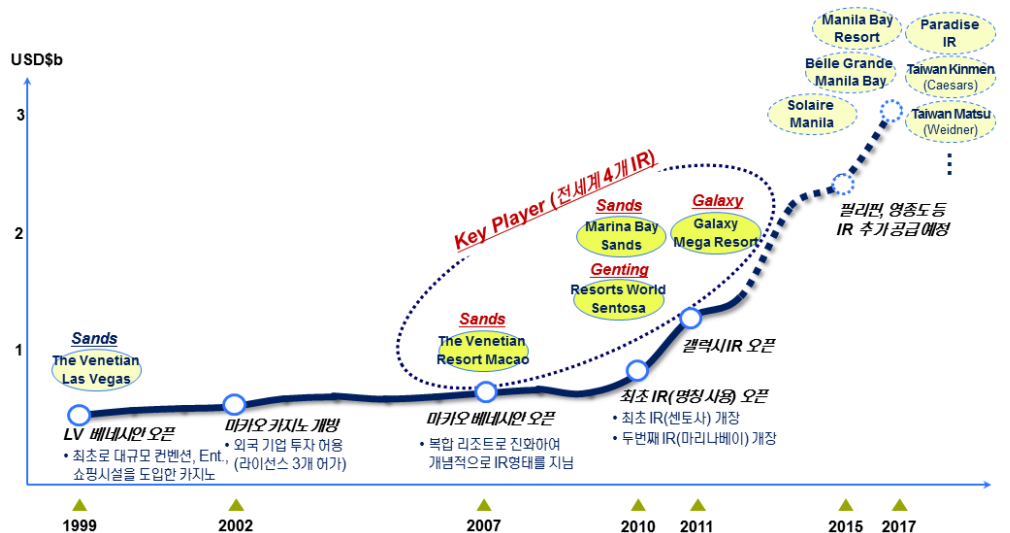 USD$b
3
2
1
Manila Bay
Resort
Paradise
IR
Belle Grande
Manila Bay
Taiwan Kinmen
(Caesars)
Solaire
Manila
Taiwan Matsu
(Weidner)
Key Player (전세계 4개 IR)
Sands
Marina Bay
Sands
Galaxy
Galaxy
Mega Resort
Genting
Resorts World
Sentosa
필리핀, 영종도 등
IR 추가 공급 예정
Sands
The Venetian
Resort Macao
갤럭시 IR 오픈
Sands
The Venetian
Las Vegas
LV 베네시안 오픈
• 최초로 대규모 컨벤션, Ent.,
쇼핑시설을 도입한 카지노
마카오 카지노 개방
• 외국 기업 투자 허용
(라이선스 3개 허가)
마카오 베네시안 오픈
• 복합 리조트로 진화하여
개념적으로 IR형태를 지님
최초 IR(명칭 사용) 오픈
• 최초 IR(센토사) 개장
• 두번째 IR(마리나베이) 개장
1999
2002
2007
2010
2011
2015
2017